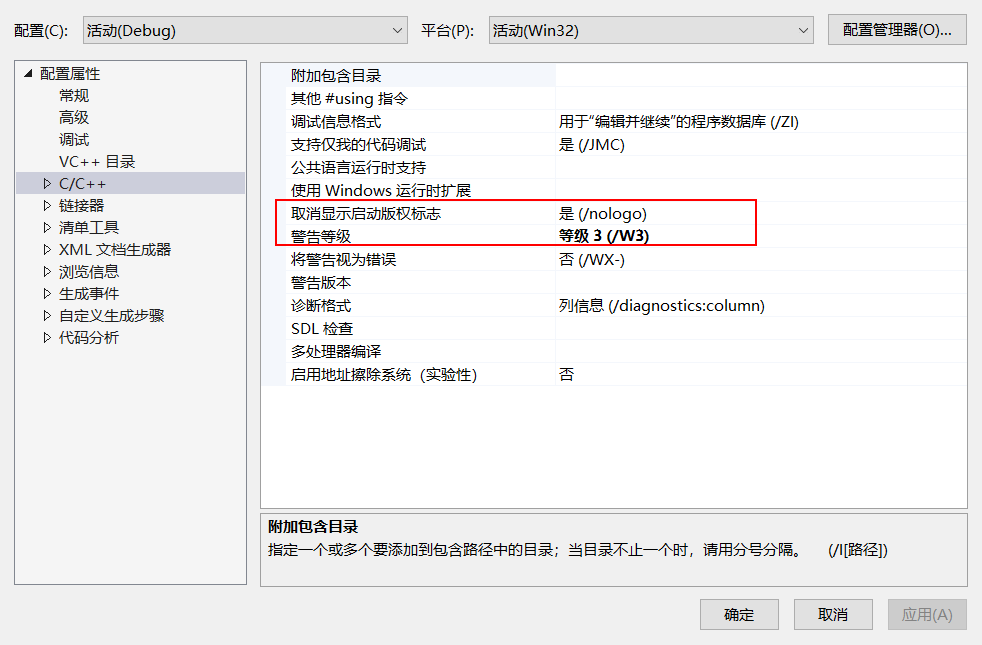 配置(C): 活动(Debug) 平台(P): 活动(Win32) 配置管理器(O)...
配置属性
常规
高级
调试
VC++ 目录
C/C++
链接器
清单工具
XML 文档生成器
浏览信息
生成事件
自定义生成步骤
代码分析
附加包含目录
其他 #using 指令
调试信息格式 用于“编辑并继续”的程序数据库 (/ZI)
支持仅我的代码调试 是 (/JMC)
公共语言运行时支持
使用 Windows 运行时扩展
取消显示启动版权标志 是 (/nologo)
警告等级 等级 3 (/W3)
将警告视为错误 否 (/WX-)
警告版本
诊断格式 列信息 (/diagnostics:column)
SDL 检查
多处理器编译
启用地址擦除系统（实验性） 否
附加包含目录
指定一个或多个要添加到包含路径中的目录；当目录不止一个时，请用分号分隔。 (/I[路径])
确定 取消 应用(A)